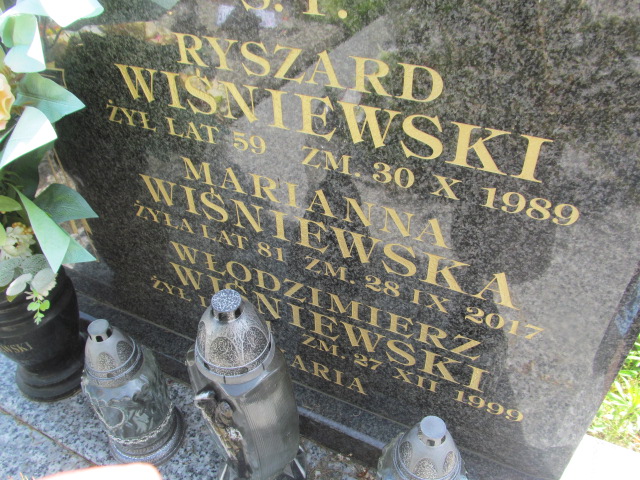 Ś. P.
RYSZARD
WIŚNIEWSKI
ŻYŁ LAT 59 ZM. 30 X 1989
MARIANNA
WIŚNIEWSKA
ŻYŁA LAT 81 ZM. 28 IX 2017
WŁODZIMIERZ
WIŚNIEWSKI
ŻYŁ ZM. 27 XII 1999